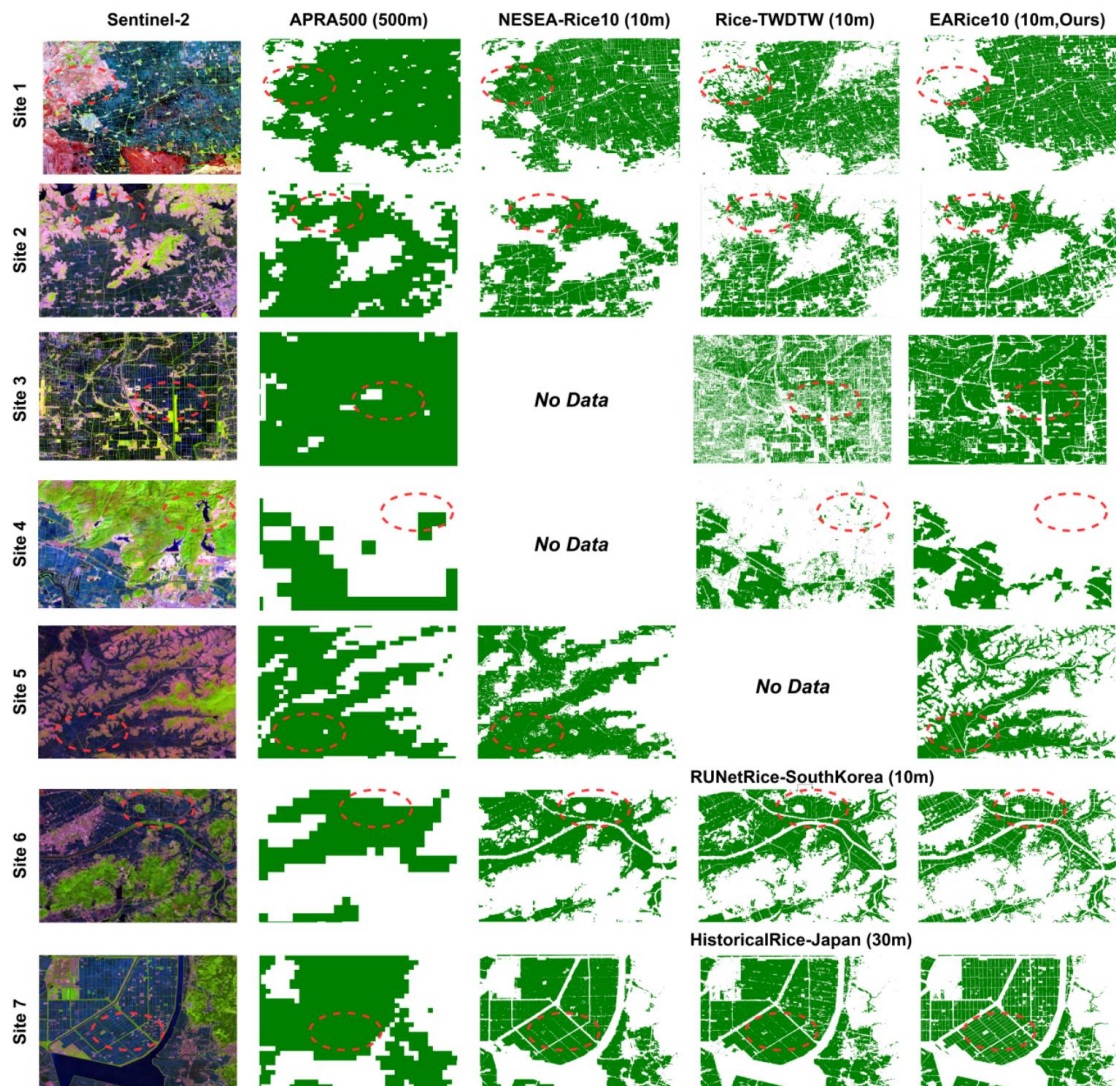 Sentinel-2 APRA500 (500m) NESEA-Rice10 (10m) Rice-TWDTW (10m) EARice10 (10m,Ours)
Site 1
Site 2
Site 3
No Data
Site 4
No Data
Site 5
No Data
RUNetRice-SouthKorea (10m)
Site 6
HistoricalRice-Japan (30m)
Site 7